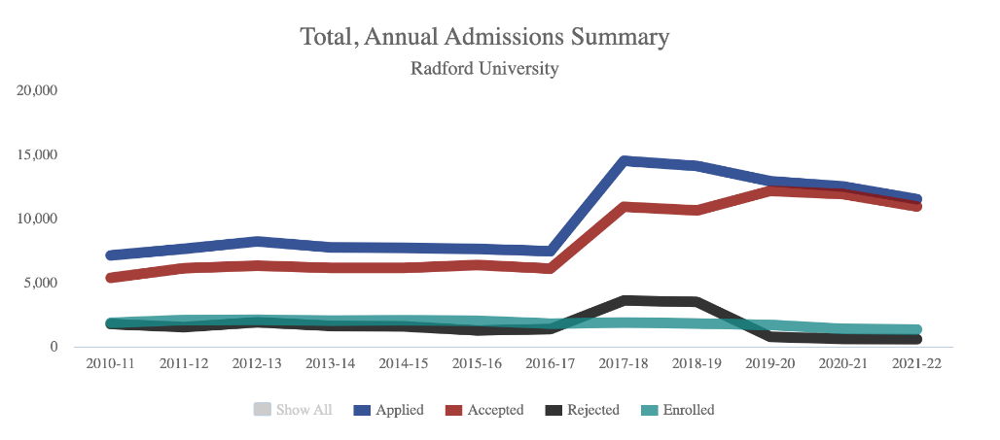 Total, Annual Admissions Summary
Radford University
20,000
15,000
10,000
5,000
0
2010-11 2011-12 2012-13 2013-14 2014-15 2015-16 2016-17 2017-18 2018-19 2019-20 2020-21 2021-22
Show All Applied Accepted Rejected Enrolled